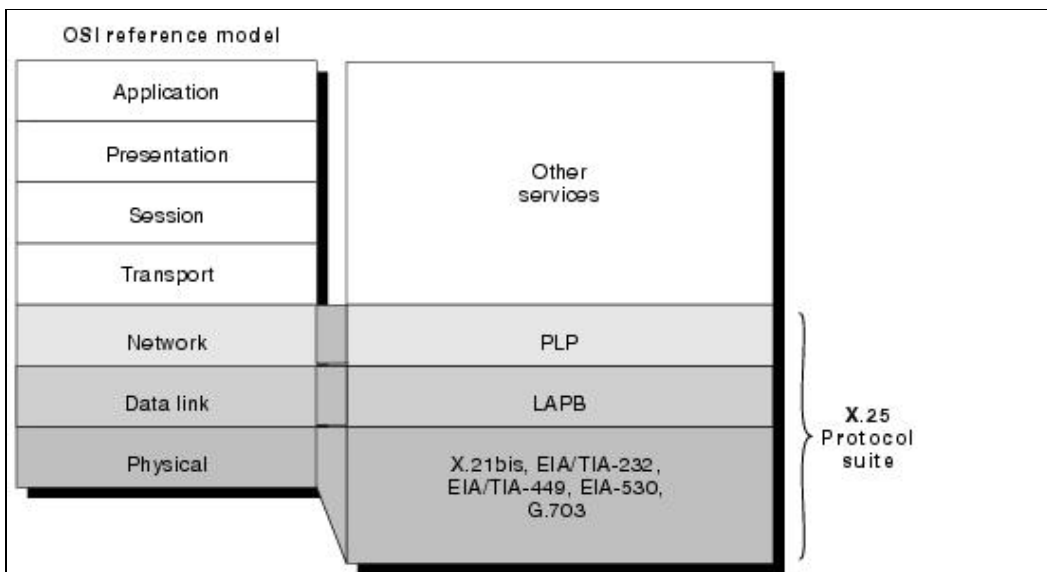 OSI reference model
Application
Presentation
Session
Transport
Network
Data link
Physical
Other
services
PLP
LAPB
X.21bis, EIA/TIA-232,
EIA/TIA-449, EIA-530,
G.703
X.25
Protocol
suite